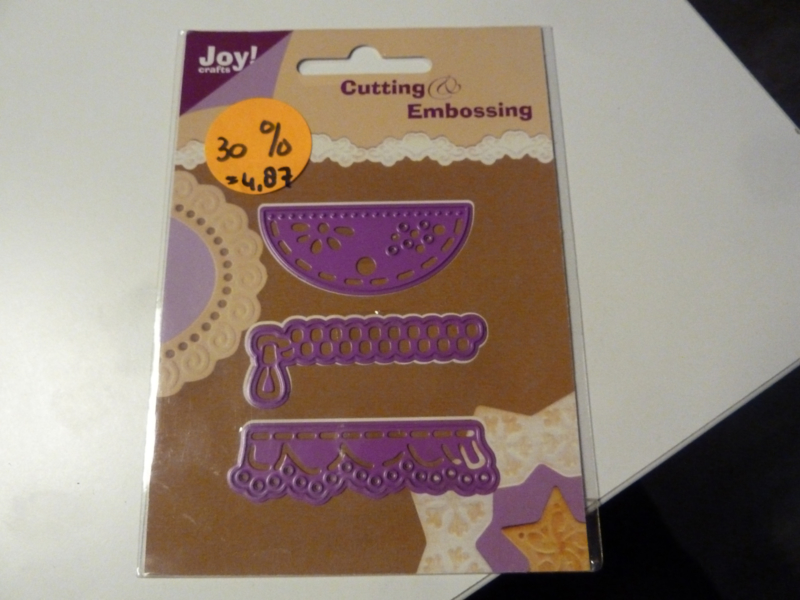 Joy!
crafts
Cutting &
Embossing
30 %
=4,87